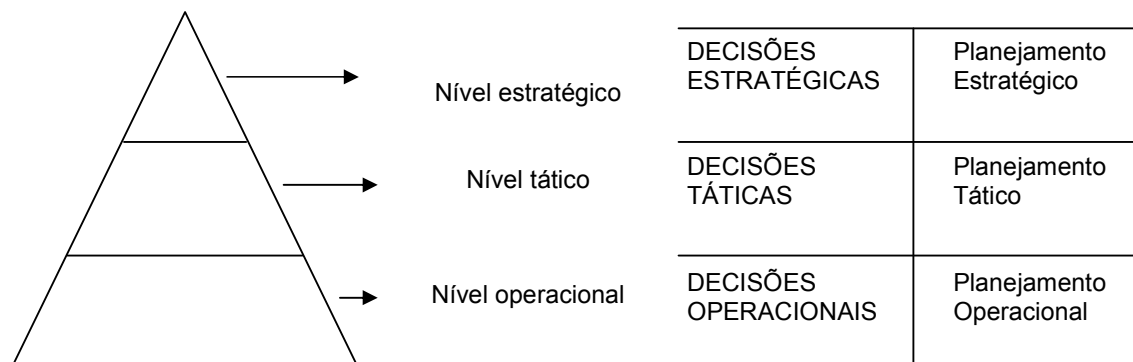 Nível estratégico
DECISÕES
ESTRATÉGICAS
Planejamento
Estratégico
Nível tático
DECISÕES
TÁTICAS
Planejamento
Tático
Nível operacional
DECISÕES
OPERACIONAIS
Planejamento
Operacional